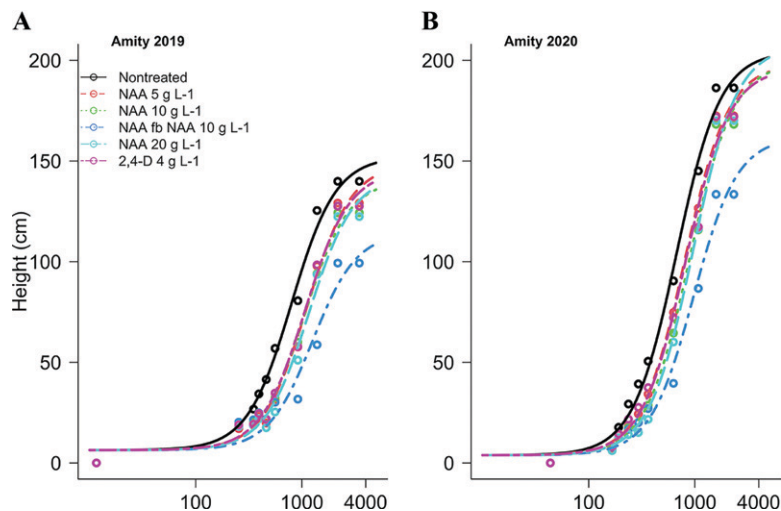 A
Amity 2019
Height (cm)
200
150
100
50
0
Nontreated
NAA 5 g L-1
NAA 10 g L-1
NAA fb NAA 10 g L-1
NAA 20 g L-1
2,4-D 4 g L-1
100
1000
4000
B
Amity 2020
Height (cm)
200
150
100
50
0
100
1000
4000